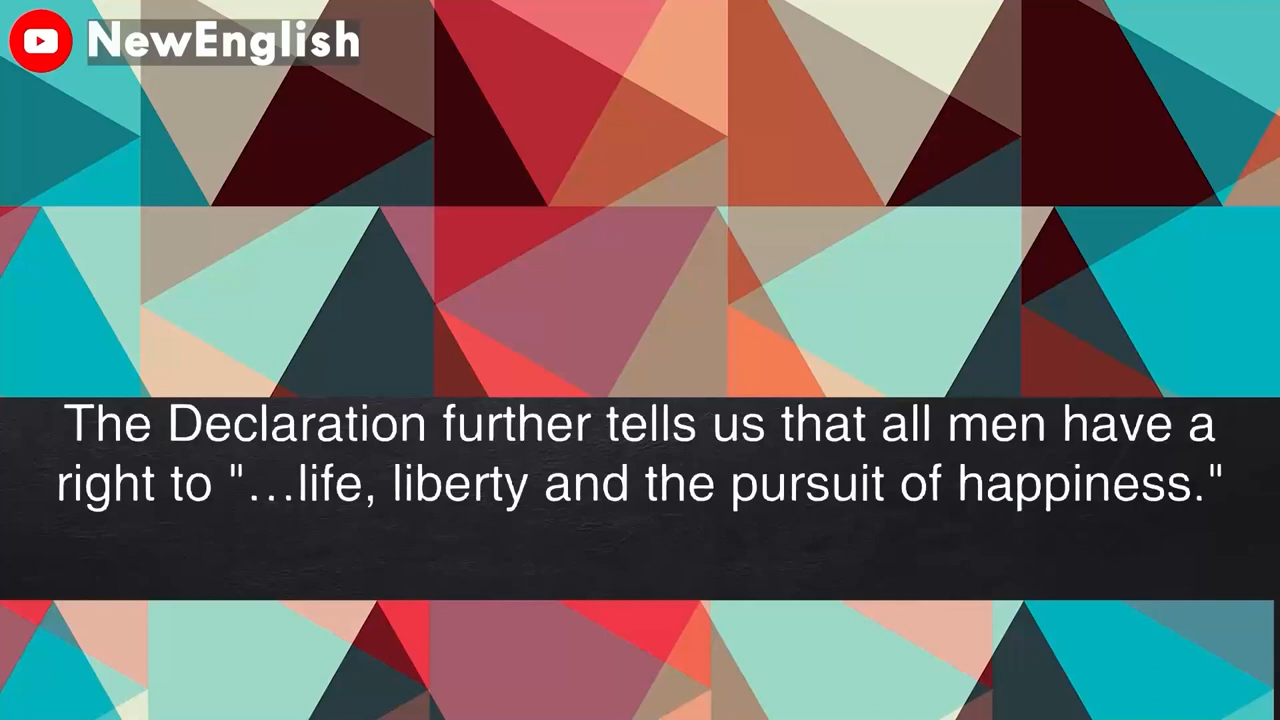 NewEnglish
The Declaration further tells us that all men have a
right to "…life, liberty and the pursuit of happiness."